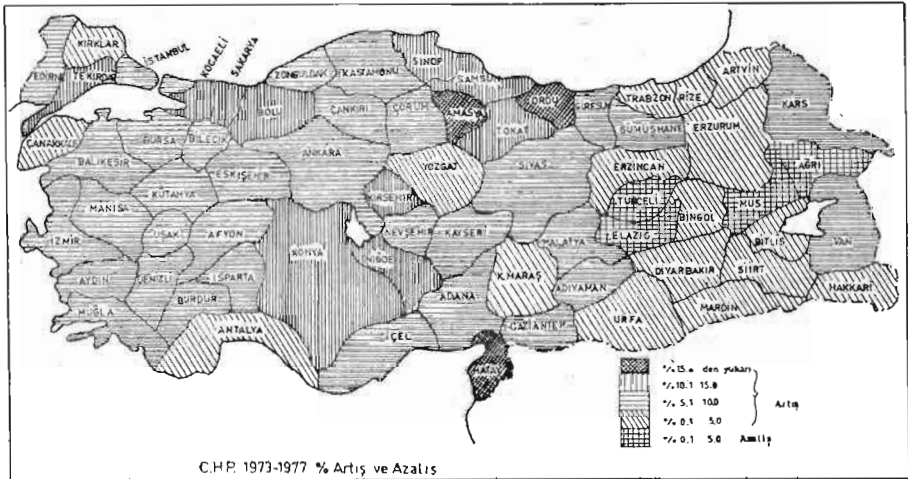 KIRKLAR
EDİRNE
TEKİRDAĞ
İSTANBUL
KOCAELİ
SAKARYA
ZONGULDAK
KASTAMONU
SİNOP
SAMSUN
ORDU
GİRESUN
TRABZON
RİZE
ARTVİN
KARS
ÇANAKKALE
BALIKESİR
BURSA
BİLECİK
BOLU
ÇANKIRI
ÇORUM
AMASYA
TOKAT
GÜMÜŞHANE
ERZURUM
AĞRI
ANKARA
ESKİŞEHİR
KÜTAHYA
YOZGAT
SİVAS
ERZİNCAN
TUNCELİ
BİNGÖL
MUŞ
MANİSA
UŞAK
AFYON
KIRŞEHİR
NEVŞEHİR
KAYSERİ
MALATYA
ELAZIĞ
BİTLİS
VAN
İZMİR
AYDIN
DENİZLİ
ISPARTA
KONYA
NİĞDE
K.MARAŞ
ADIYAMAN
DİYARBAKIR
SİİRT
HAKKARİ
MUĞLA
BURDUR
ANTALYA
İÇEL
ADANA
GAZİANTEP
URFA
MARDİN
HATAY
% 15.0 den yukarı
% 10.1 15.0
% 5.1 10.0
Artış
% 0.1 5.0
% 0.1 5.0 Azalış
C.H.P. 1973-1977 % Artış ve Azalış